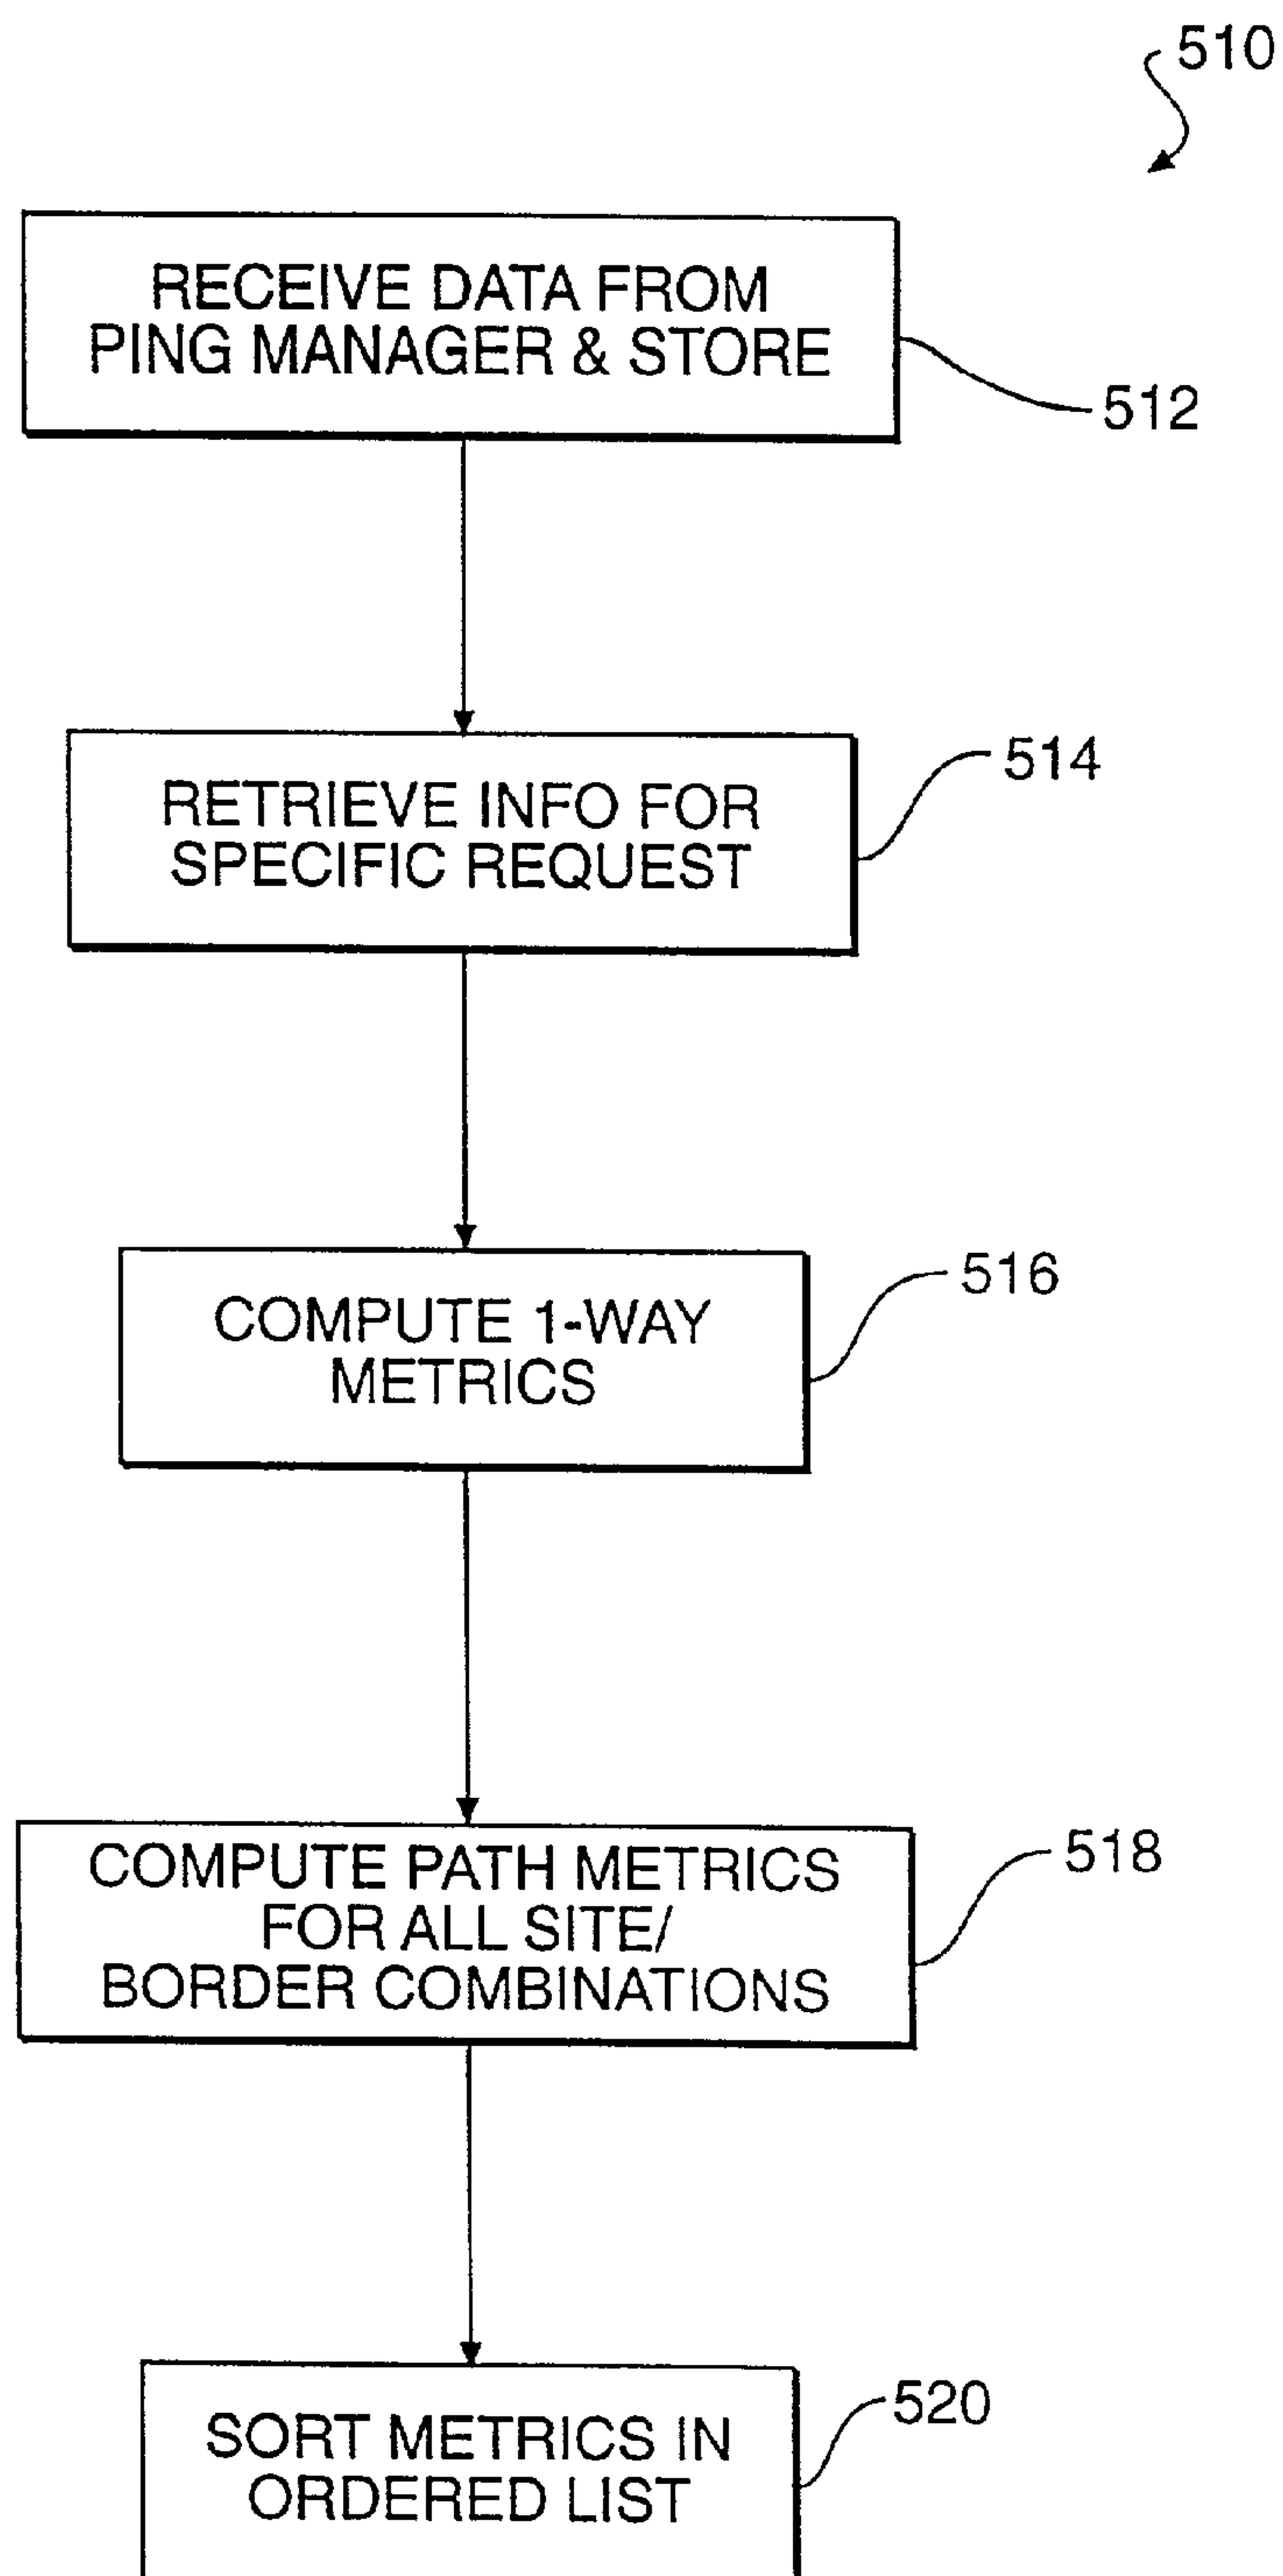 510
RECEIVE DATA FROM
PING MANAGER & STORE
512
RETRIEVE INFO FOR
SPECIFIC REQUEST
514
COMPUTE 1-WAY
METRICS
516
COMPUTE PATH METRICS
FOR ALL SITE/
BORDER COMBINATIONS
518
SORT METRICS IN
ORDERED LIST
520